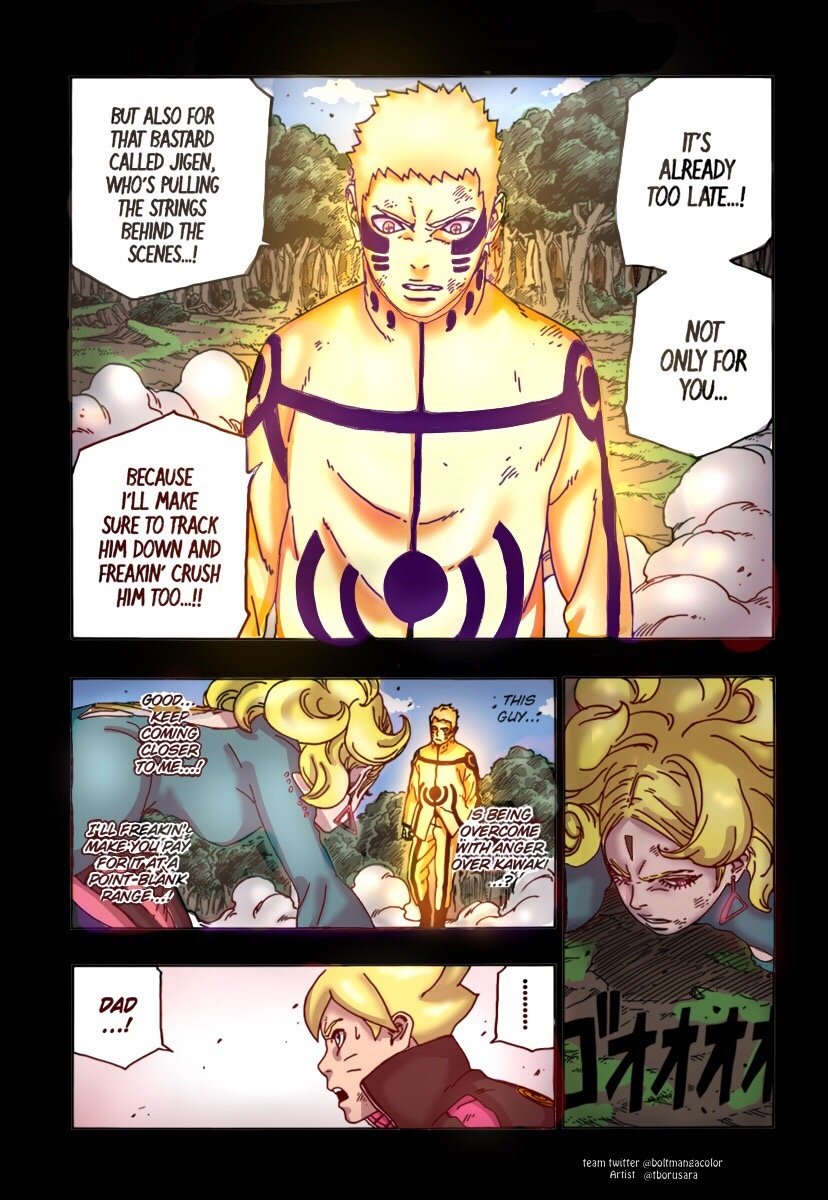 IT'S
ALREADY
TOO LATE...!
NOT
ONLY FOR
YOU...
BUT ALSO FOR
THAT BASTARD
CALLED JIGEN,
WHO'S PULLING
THE STRINGS
BEHIND THE
SCENES...!
BECAUSE
I'LL MAKE
SURE TO TRACK
HIM DOWN AND
FREAKIN' CRUSH
HIM TOO...!!
ゴオオオオ
THIS
GUY...
IS BEING
OVERCOME
WITH ANGER
OVER KAWAKI
...?
GOOD...
KEEP
COMING
CLOSER
TO ME...!
I'LL FREAKIN'
MAKE YOU PAY
FOR IT AT A
POINT-BLANK
RANGE...!
.........
DAD
...!
team twitter @boltmangacolor
Artist @tborusara